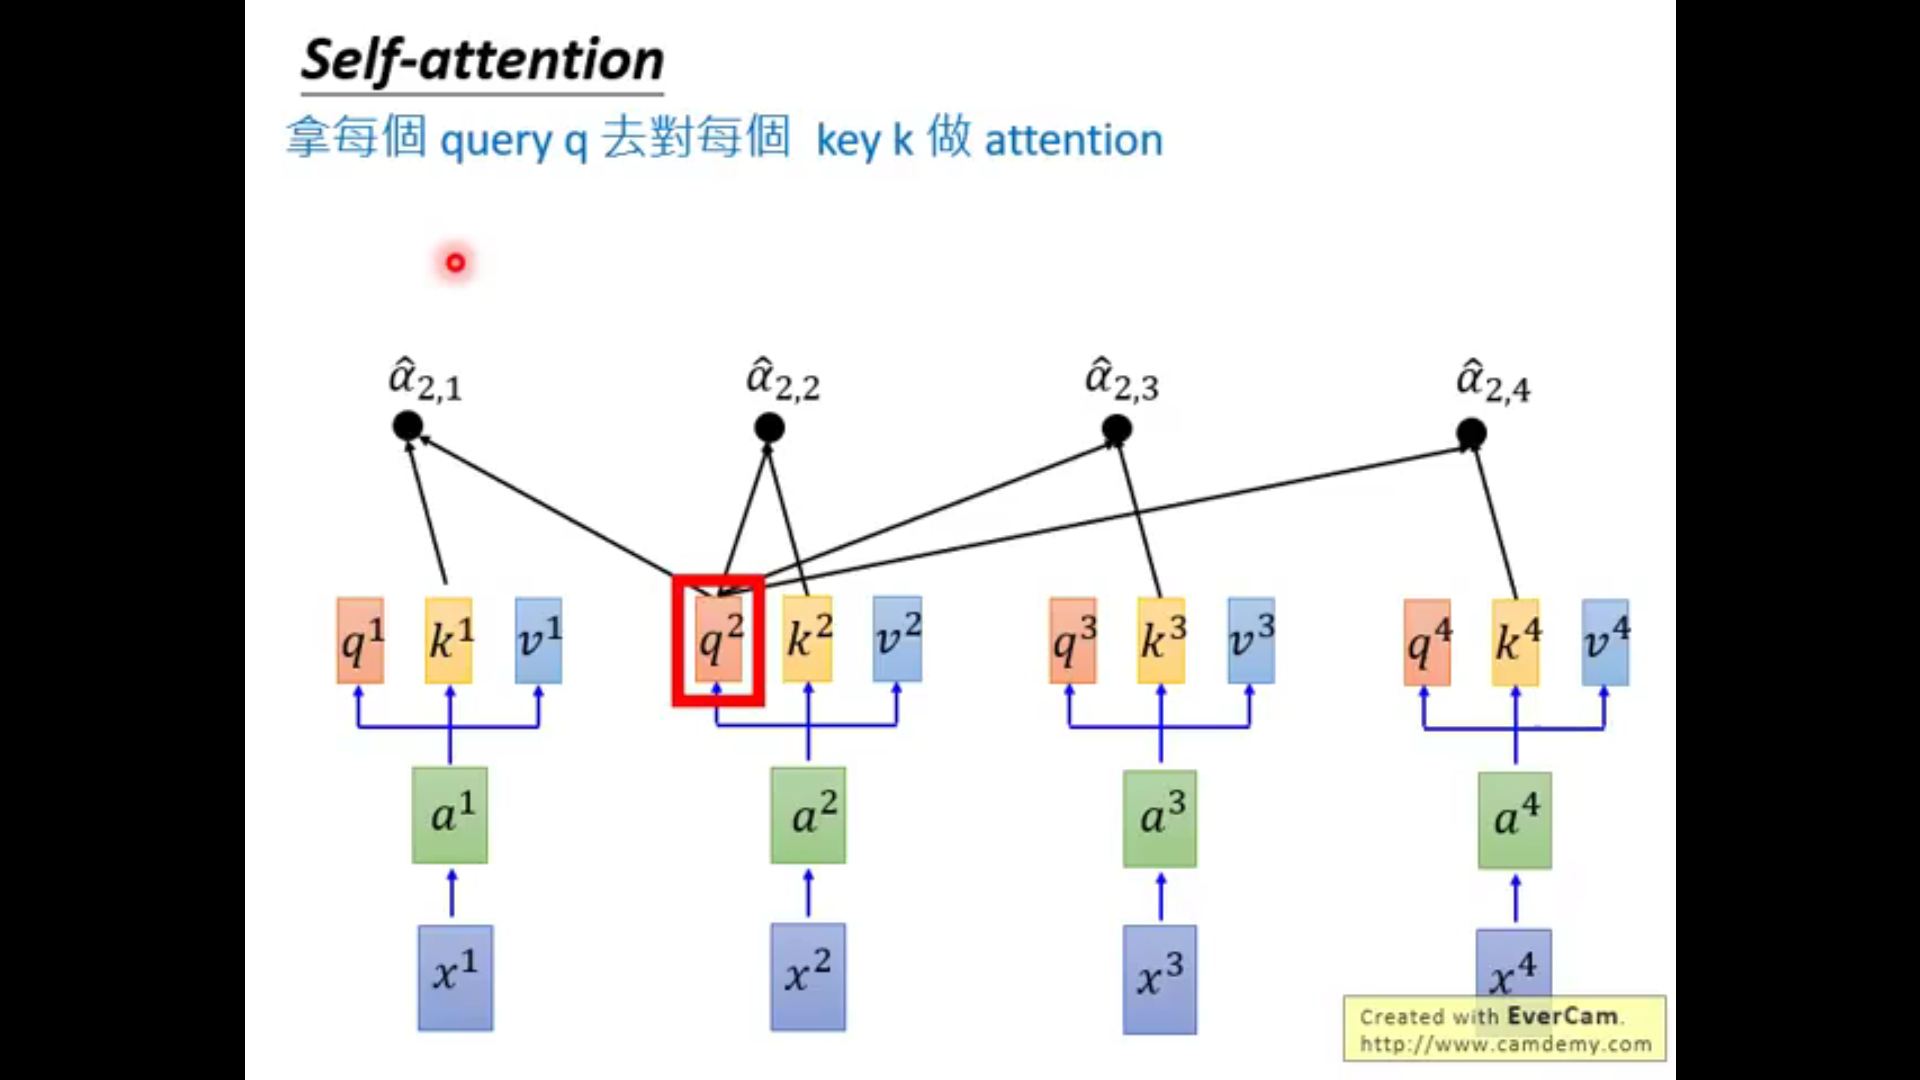 Self-attention
拿每個 query q 去對每個 key k 做 attention
α̂₂,₁ α̂₂,₂ α̂₂,₃ α̂₂,₄
q¹ k¹ v¹ q² k² v² q³ k³ v³ q⁴ k⁴ v⁴
a¹ a² a³ a⁴
x¹ x² x³ x⁴
Created with EverCam.
http://www.camdemy.com